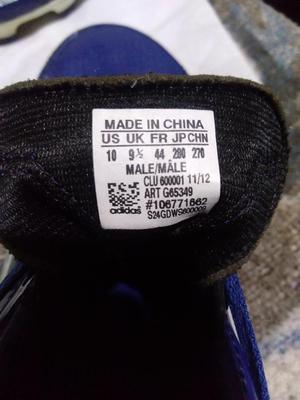 MADE IN CHINA
US UK FR JP CHN
10 9½ 44 280 270
MALE/MÂLE
CLU 600001 11/12
ART G65349
#106771662
adidas